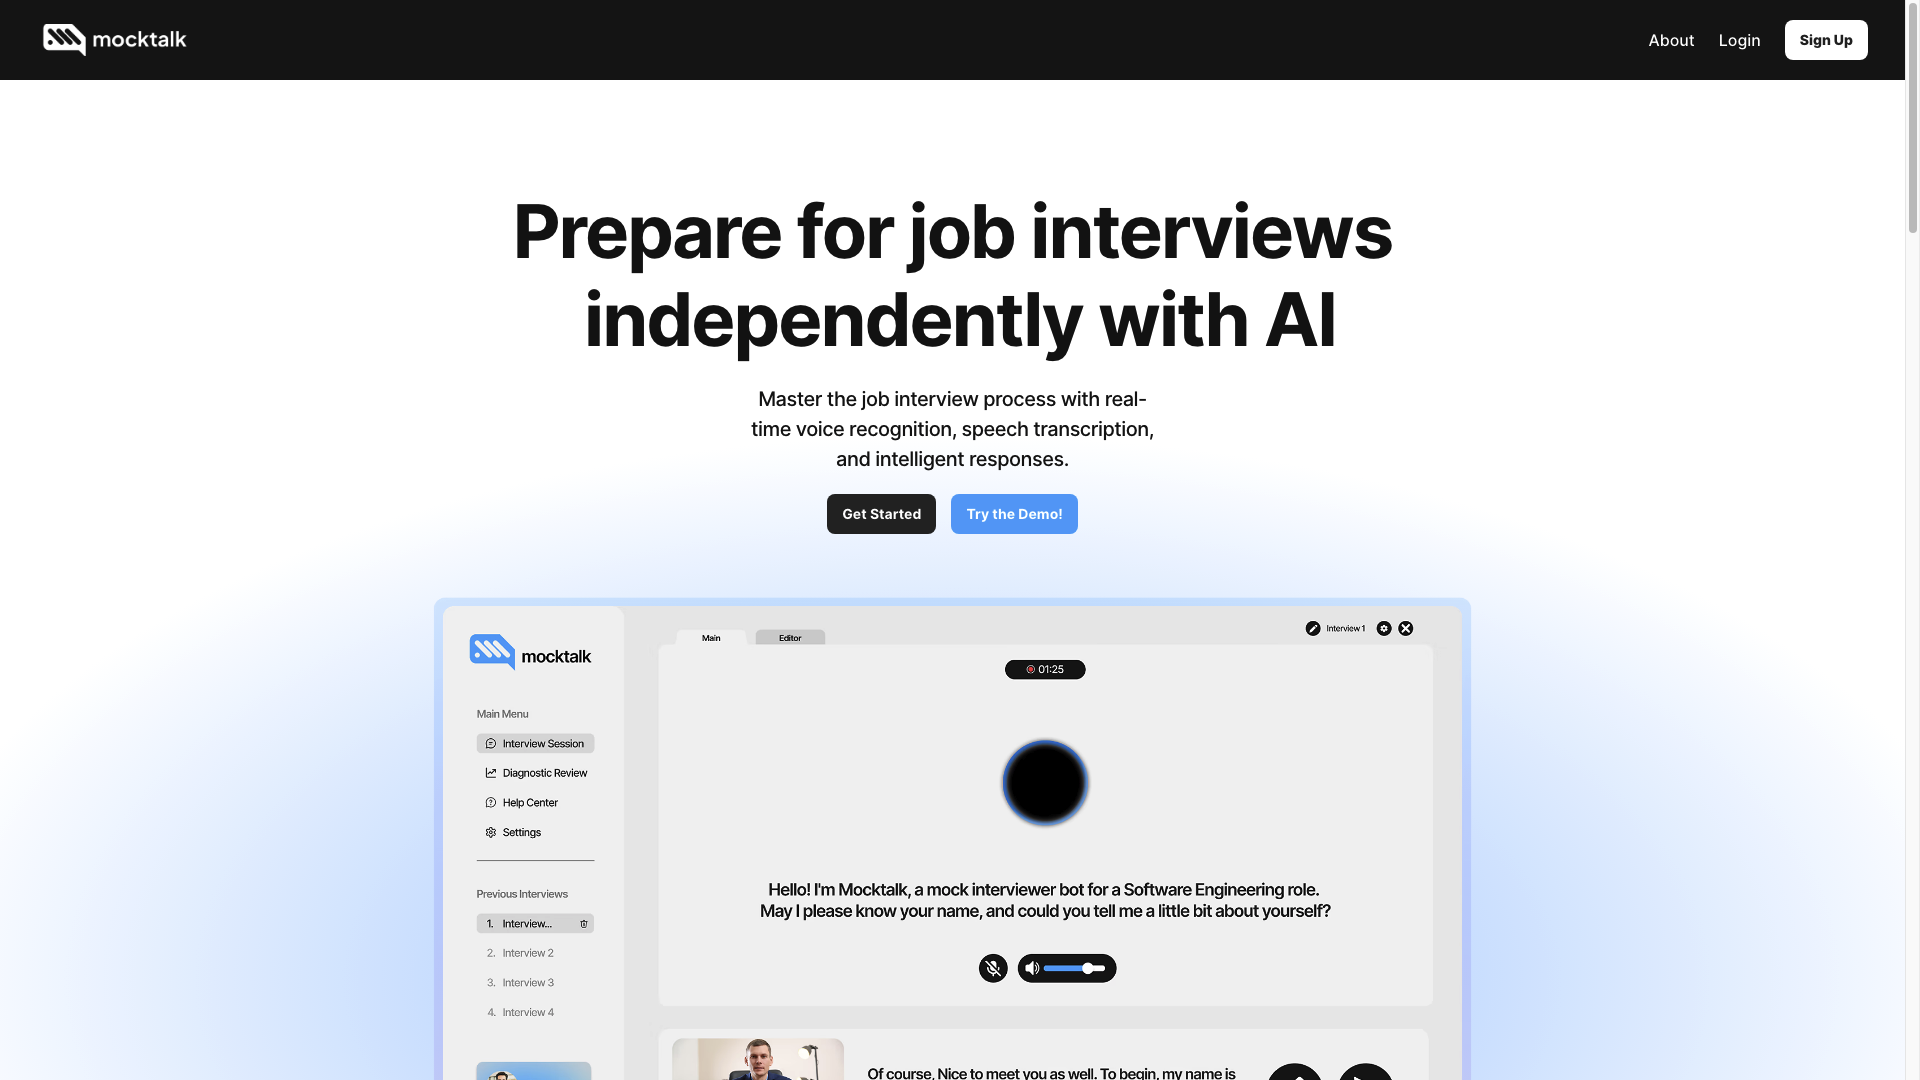 mocktalk
About
Login
Sign Up
Prepare for job interviews
independently with AI
Master the job interview process with real-
time voice recognition, speech transcription,
and intelligent responses.
Get Started
Try the Demo!
mocktalk
Main Menu
Interview Session
Diagnostic Review
Help Center
Settings
Previous Interviews
1. Interview...
2. Interview 2
3. Interview 3
4. Interview 4
Main
Editor
Interview 1
01:25
Hello! I'm Mocktalk, a mock interviewer bot for a Software Engineering role.
May I please know your name, and could you tell me a little bit about yourself?
Of course, Nice to meet you as well. To begin, my name is